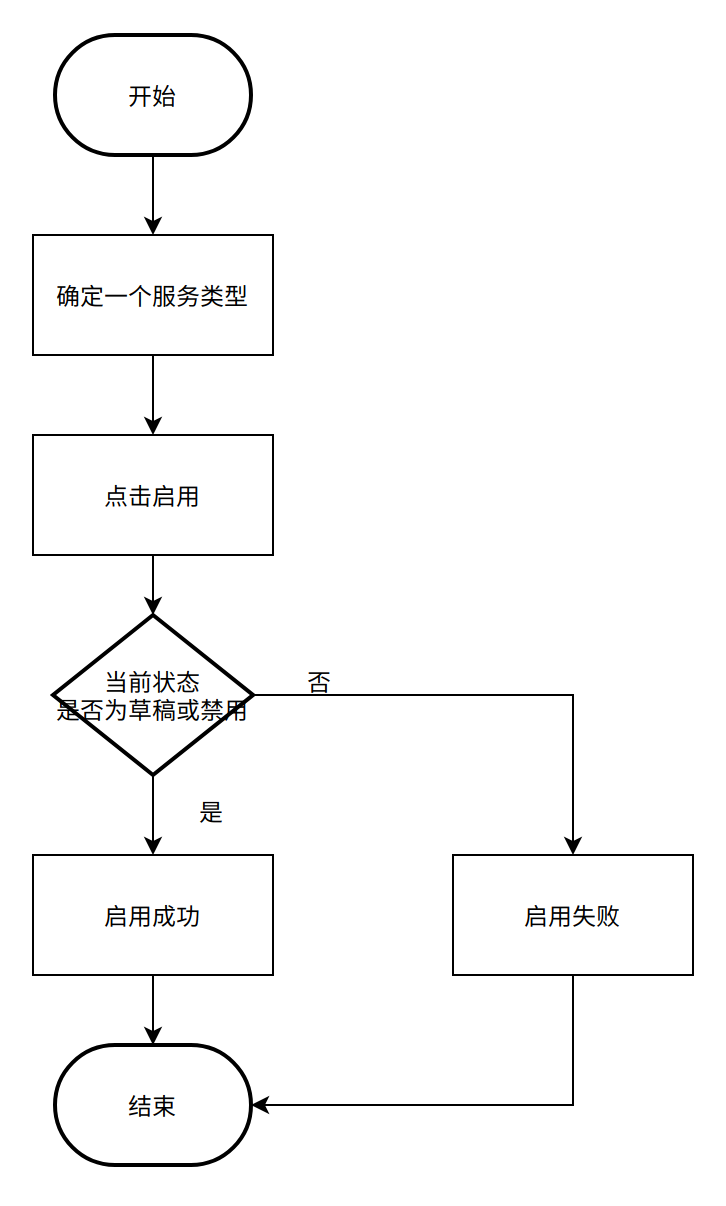 开始
确定一个服务类型
点击启用
当前状态
是否为草稿或禁用
否
是
启用成功
启用失败
结束